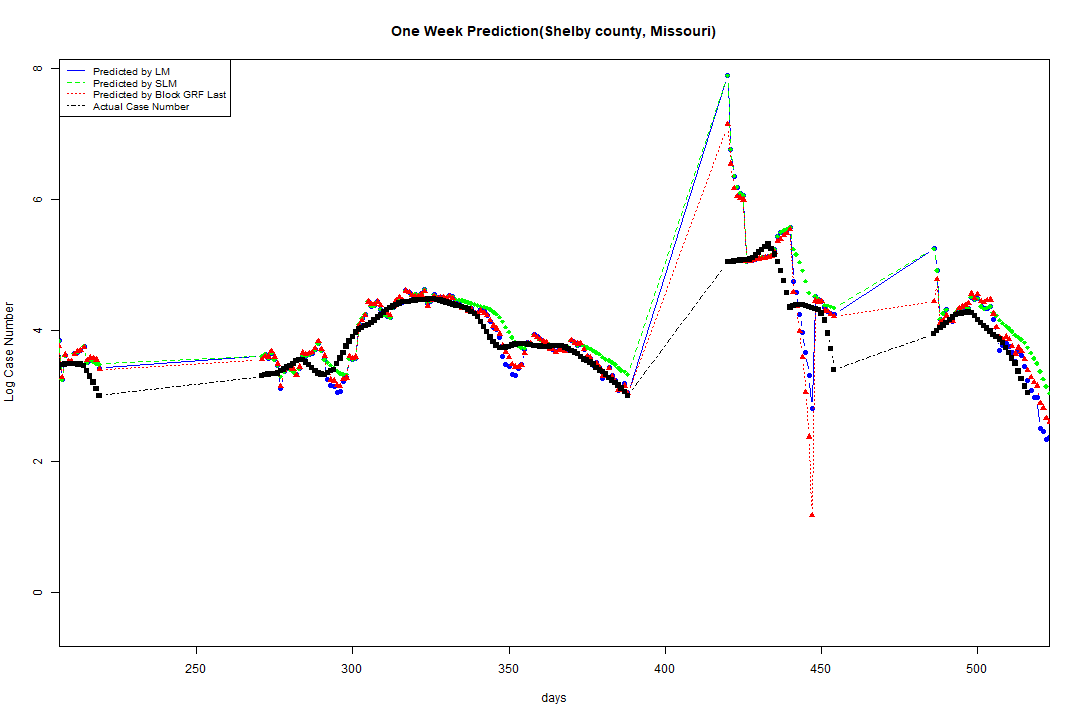 One Week Prediction(Shelby county, Missouri)
Predicted by LM
Predicted by SLM
Predicted by Block GRF Last
Actual Case Number
Log Case Number
8
6
4
2
0
250 300 350 400 450 500
days